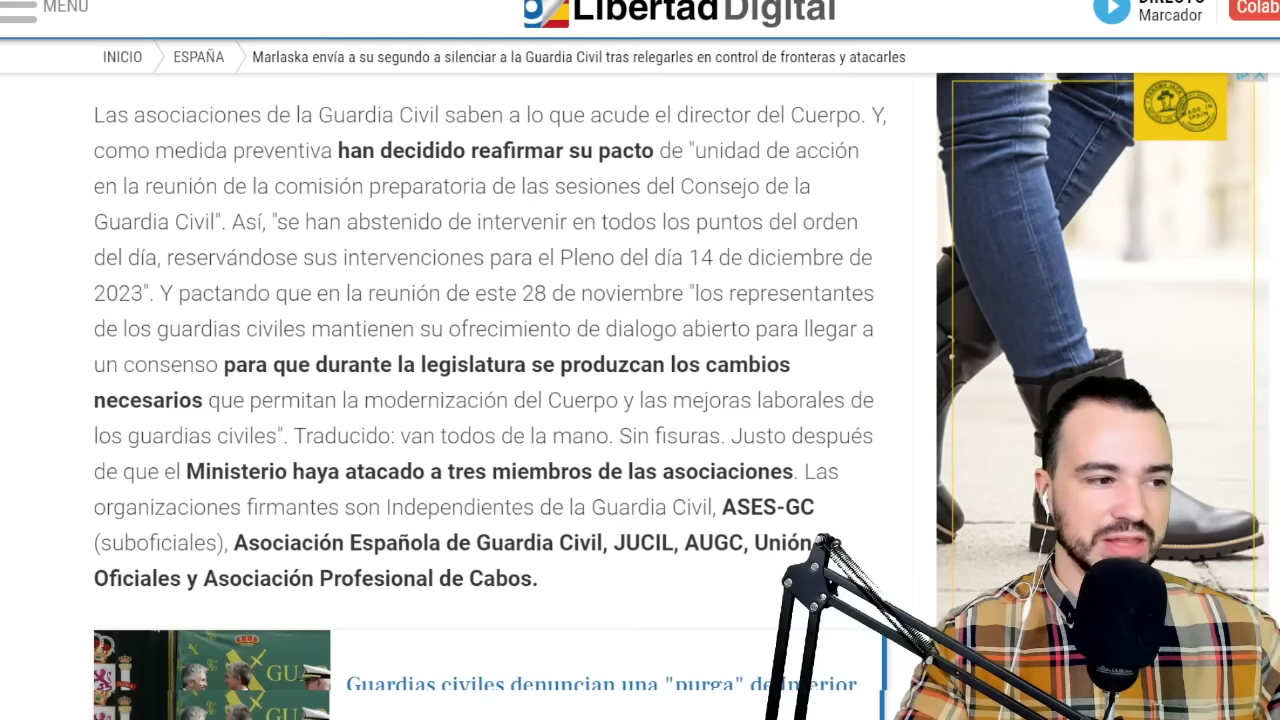 MENÚ
Libertad Digital
DIRECTO
Marcador
Colab
INICIO
ESPAÑA
Marlaska envía a su segundo a silenciar a la Guardia Civil tras relegarles en control de fronteras y atacarles
Las asociaciones de la Guardia Civil saben a lo que acude el director del Cuerpo. Y,
como medida preventiva han decidido reafirmar su pacto de "unidad de acción
en la reunión de la comisión preparatoria de las sesiones del Consejo de la
Guardia Civil". Así, "se han abstenido de intervenir en todos los puntos del orden
del día, reservándose sus intervenciones para el Pleno del día 14 de diciembre de
2023". Y pactando que en la reunión de este 28 de noviembre "los representantes
de los guardias civiles mantienen su ofrecimiento de dialogo abierto para llegar a
un consenso para que durante la legislatura se produzcan los cambios
necesarios que permitan la modernización del Cuerpo y las mejoras laborales de
los guardias civiles". Traducido: van todos de la mano. Sin fisuras. Justo después
de que el Ministerio haya atacado a tres miembros de las asociaciones. Las
organizaciones firmantes son Independientes de la Guardia Civil, ASES-GC
(suboficiales), Asociación Española de Guardia Civil, JUCIL, AUGC, Unión
Oficiales y Asociación Profesional de Cabos.
GUA
Guardias civiles denuncian una "purga" de Interior
GUA